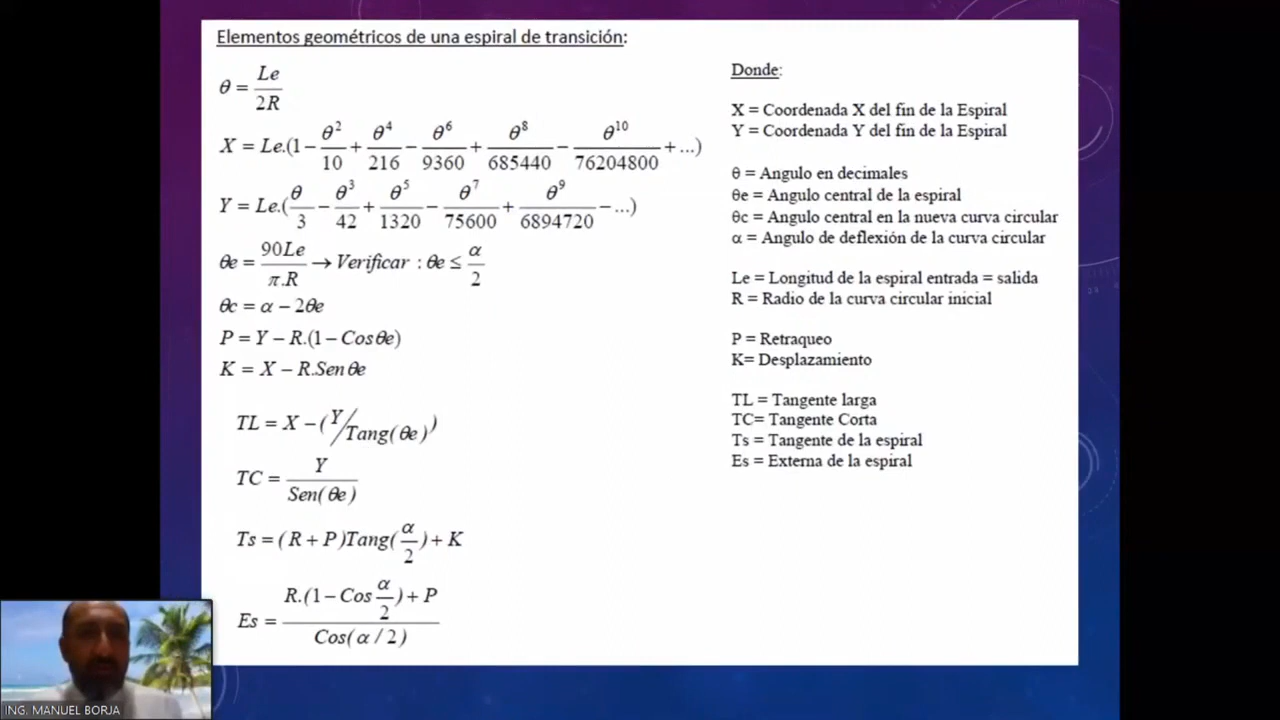 Elementos geométricos de una espiral de transición:
θ = Le/2R
X = Le.(1 − θ²/10 + θ⁴/216 − θ⁶/9360 + θ⁸/685440 − θ¹⁰/76204800 + ...)
Y = Le.(θ/3 − θ³/42 + θ⁵/1320 − θ⁷/75600 + θ⁹/6894720 − ...)
θe = 90Le/π.R → Verificar : θe ≤ α/2
θc = α − 2θe
P = Y − R.(1 − Cosθe)
K = X − R.Senθe
TL = X − (Y/Tang(θe))
TC = Y/Sen(θe)
Ts = (R + P)Tang(α/2) + K
Es = R.(1 − Cos α/2) + P / Cos(α / 2)
Donde:
X = Coordenada X del fin de la Espiral
Y = Coordenada Y del fin de la Espiral
θ = Angulo en decimales
θe = Angulo central de la espiral
θc = Angulo central en la nueva curva circular
α = Angulo de deflexión de la curva circular
Le = Longitud de la espiral entrada = salida
R = Radio de la curva circular inicial
P = Retraqueo
K= Desplazamiento
TL = Tangente larga
TC= Tangente Corta
Ts = Tangente de la espiral
Es = Externa de la espiral
ING. MANUEL BORJA